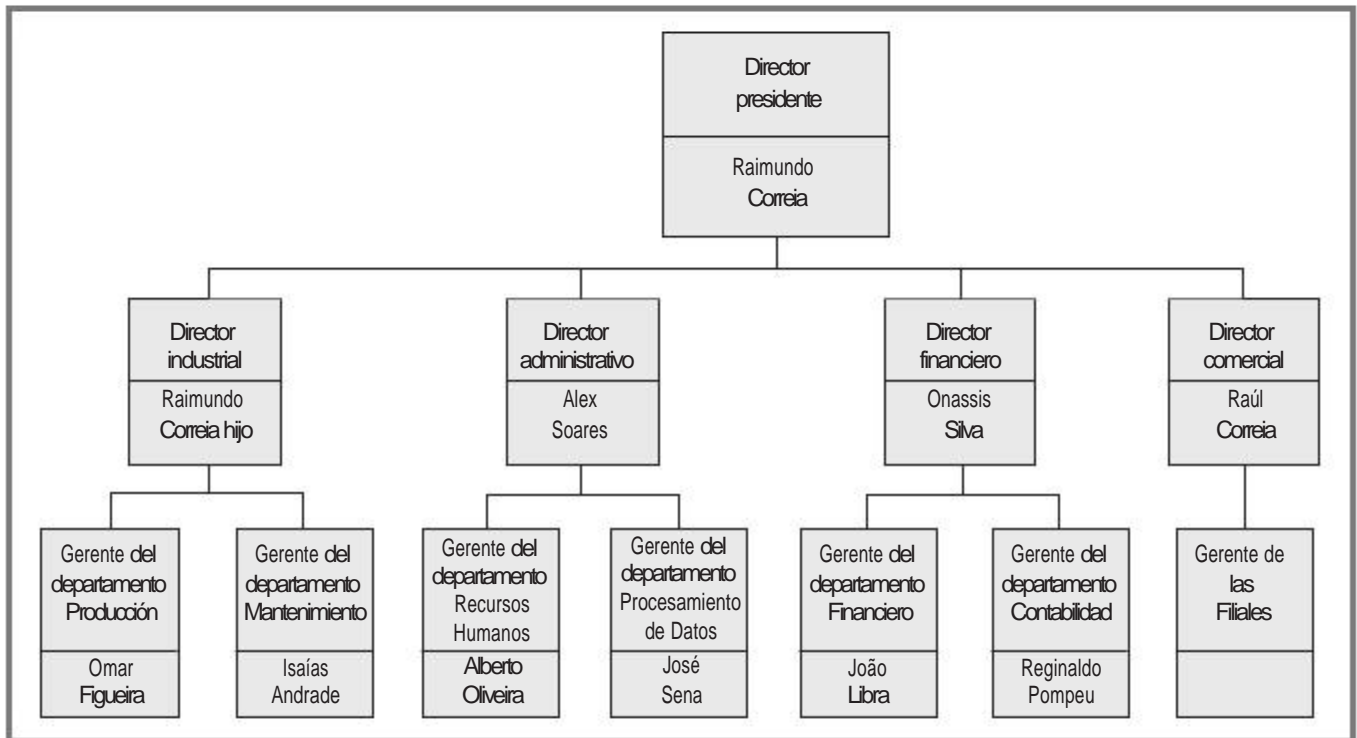 Director
presidente
Raimundo
Correia
Director
industrial
Raimundo
Correia hijo
Director
administrativo
Alex
Soares
Director
financiero
Onassis
Silva
Director
comercial
Raúl
Correia
Gerente del
departamento
Producción
Omar
Figueira
Gerente del
departamento
Mantenimiento
Isaías
Andrade
Gerente del
departamento
Recursos
Humanos
Alberto
Oliveira
Gerente del
departamento
Procesamiento
de Datos
José
Sena
Gerente del
departamento
Financiero
João
Libra
Gerente del
departamento
Contabilidad
Reginaldo
Pompeu
Gerente de
las
Filiales